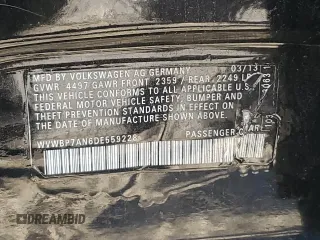 MFD BY VOLKSWAGEN AG GERMANY 03/13
GVWR 4497 GAWR FRONT 2359 / REAR 2249 LB
THIS VEHICLE CONFORMS TO ALL APPLICABLE U.S.
FEDERAL MOTOR VEHICLE SAFETY, BUMPER AND
THEFT PREVENTION STANDARDS IN EFFECT ON
THE DATE OF MANUFACTURE SHOWN ABOVE
WVWBP7AN6DE559228 PASSENGER CAR
BIDAMERICAN